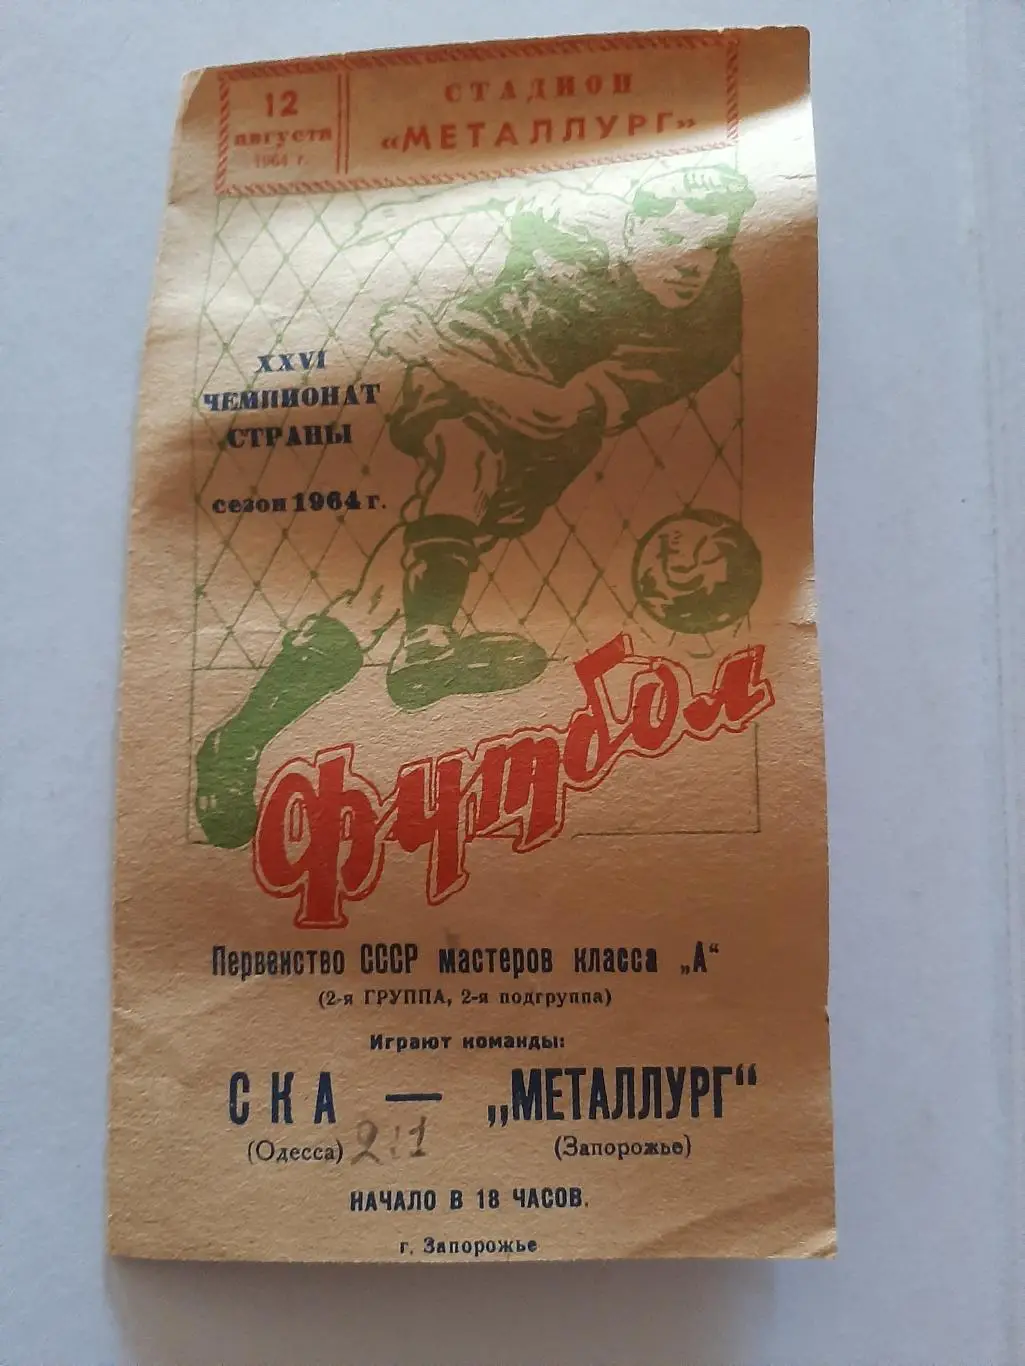 12
августа
1964 г.
СТАДИОН
«МЕТАЛЛУРГ»
XXVI
ЧЕМПИОНАТ
СТРАНЫ
сезон 1964 г.
Футбол
Первенство СССР мастеров класса „А“
(2-я ГРУППА, 2-я подгруппа)
Играют команды:
СКА — „МЕТАЛЛУРГ“
(Одесса) 2:1 (Запорожье)
НАЧАЛО В 18 ЧАСОВ.
г. Запорожье